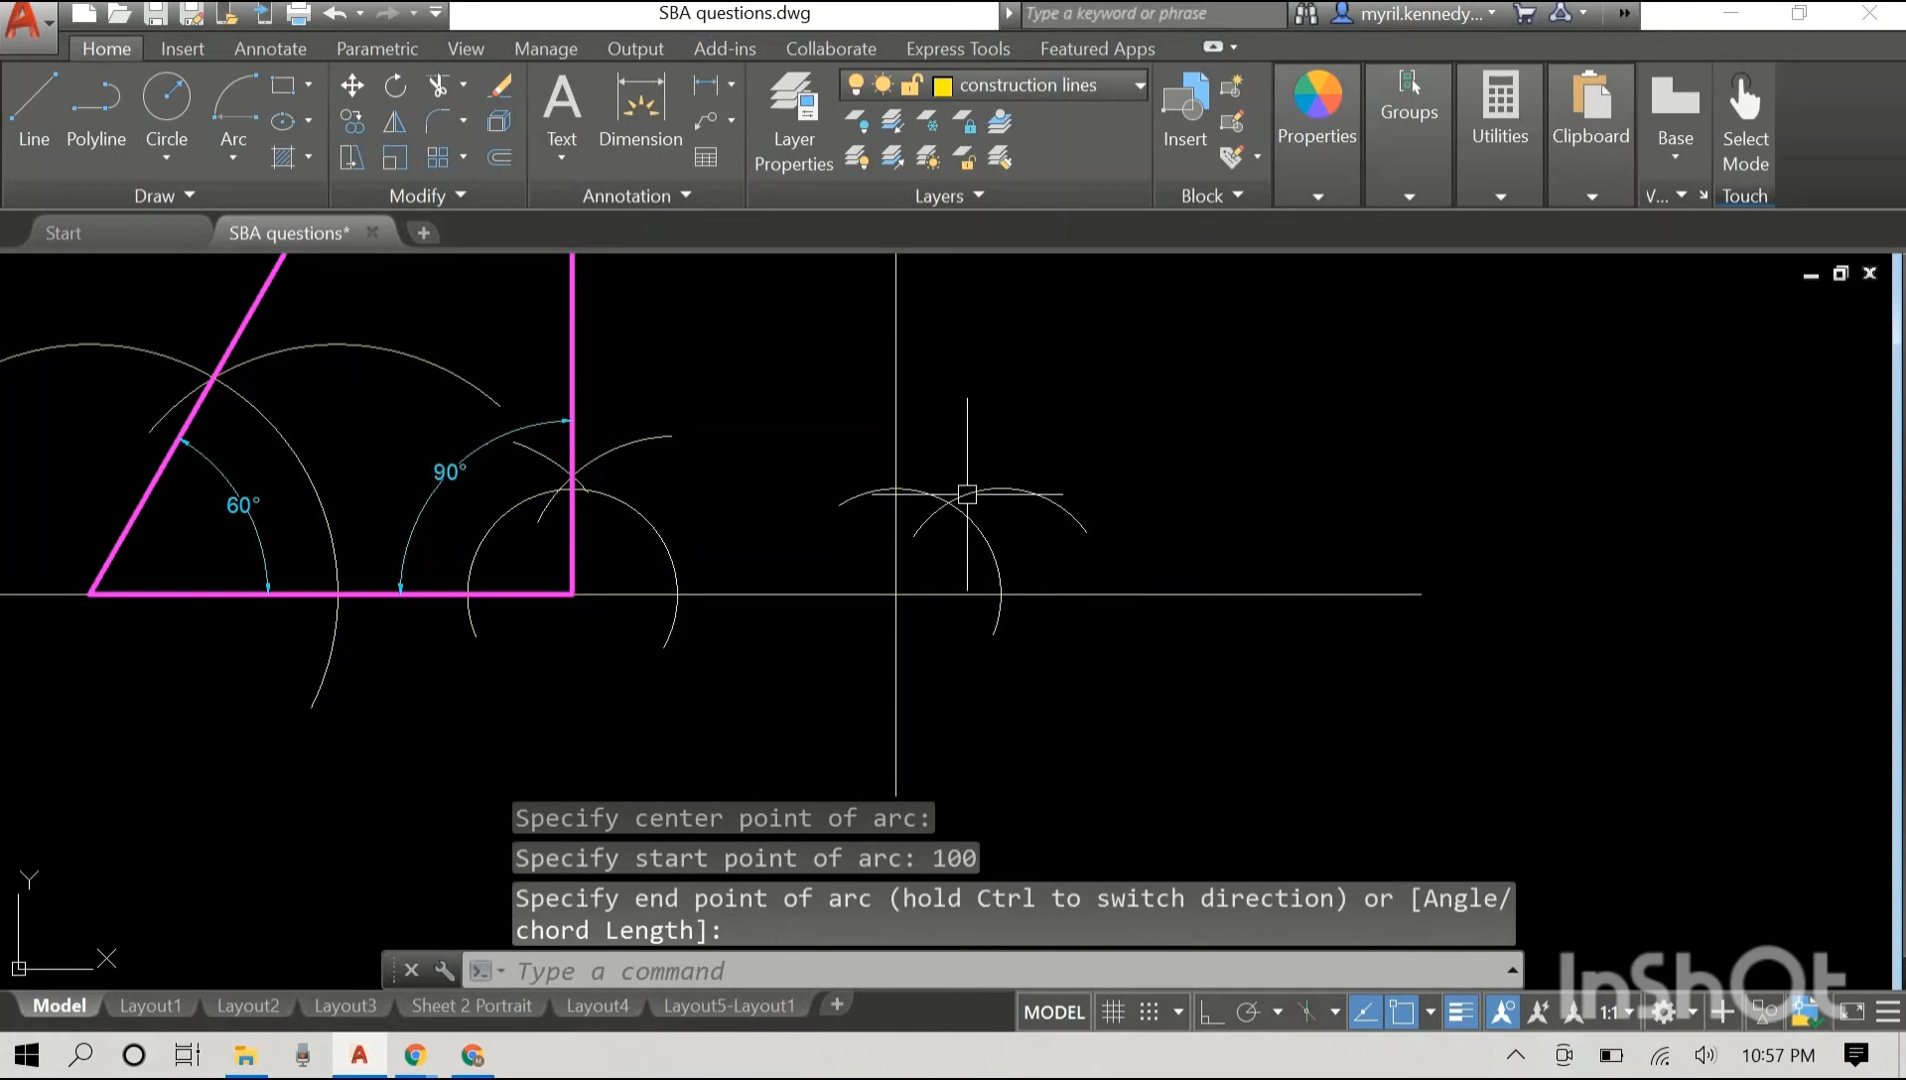 SBA questions.dwg
Type a keyword or phrase
myril.kennedy...
Home Insert Annotate Parametric View Manage Output Add-ins Collaborate Express Tools Featured Apps
Line Polyline Circle Arc
Text Dimension
Layer Properties
construction lines
Insert
Properties
Groups
Utilities
Clipboard
Base
Select Mode
Draw Modify Annotation Layers Block V... Touch
Start SBA questions*
60°
90°
Specify center point of arc:
Specify start point of arc: 100
Specify end point of arc (hold Ctrl to switch direction) or [Angle/
chord Length]:
Type a command
Y
X
InShOt
Model Layout1 Layout2 Layout3 Sheet 2 Portrait Layout4 Layout5-Layout1
MODEL 1:1
10:57 PM